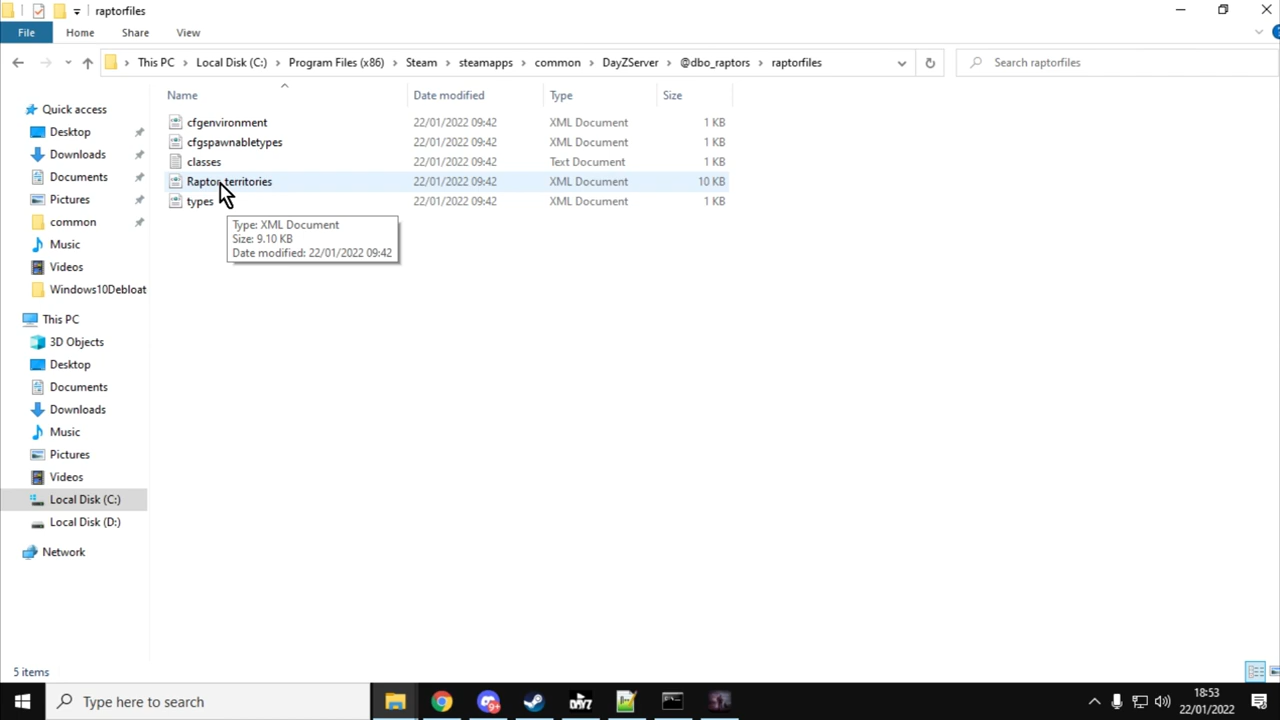 raptorfiles
File Home Share View
This PC Local Disk (C:) Program Files (x86) Steam steamapps common DayZServer @dbo_raptors raptorfiles Search raptorfiles
Name Date modified Type Size
cfgenvironment 22/01/2022 09:42 XML Document 1 KB
cfgspawnabletypes 22/01/2022 09:42 XML Document 1 KB
classes 22/01/2022 09:42 Text Document 1 KB
Raptor_territories 22/01/2022 09:42 XML Document 10 KB
types 22/01/2022 09:42 XML Document 1 KB
Type: XML Document
Size: 9.10 KB
Date modified: 22/01/2022 09:42
Quick access
Desktop
Downloads
Documents
Pictures
common
Music
Videos
Windows10Debloat
This PC
3D Objects
Desktop
Documents
Downloads
Music
Pictures
Videos
Local Disk (C:)
Local Disk (D:)
Network
5 items
Type here to search
18:53
22/01/2022